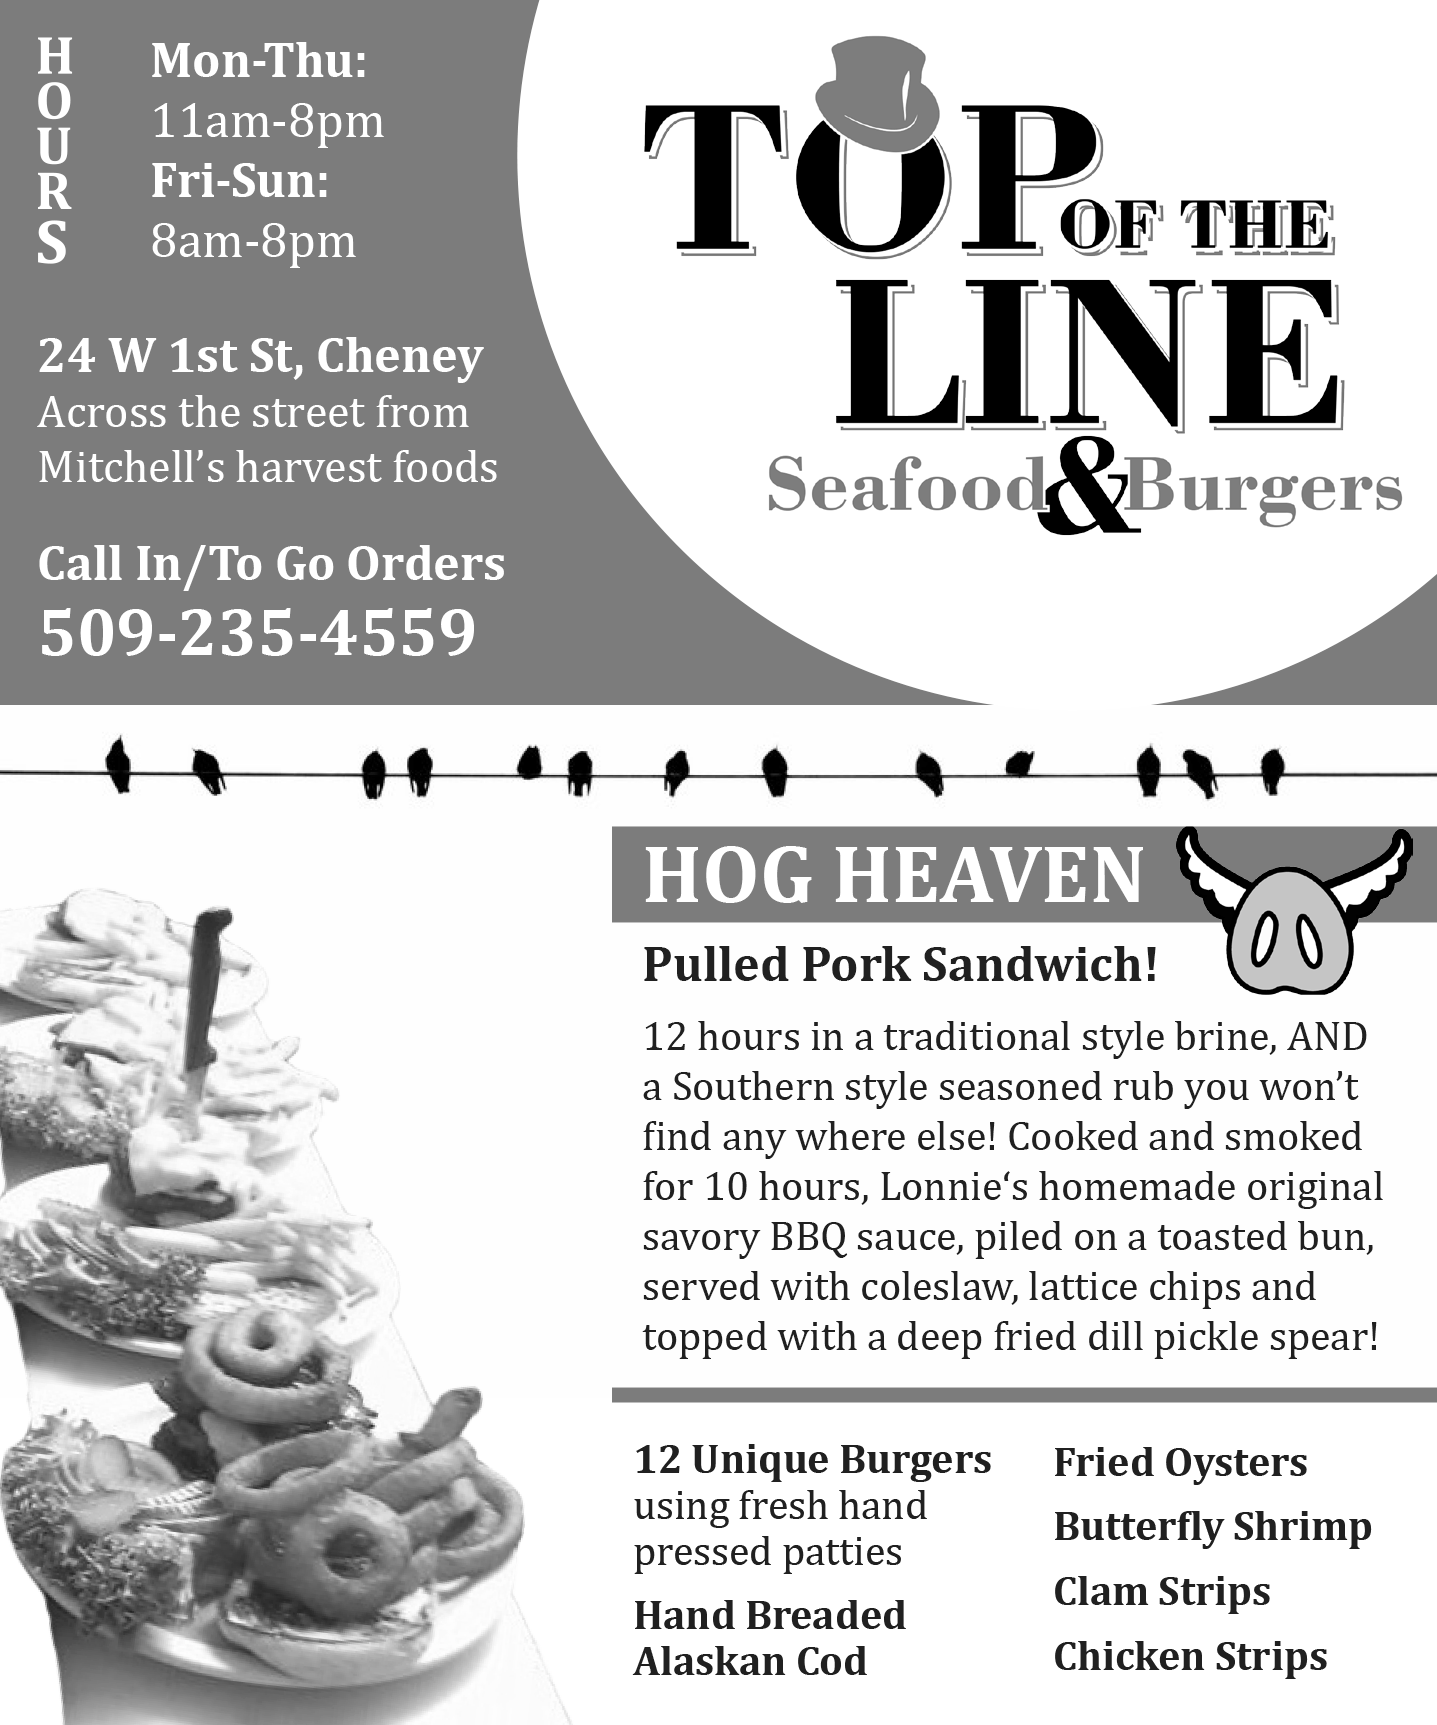 HOURS
Mon-Thu:
11am-8pm
Fri-Sun:
8am-8pm
24 W 1st St, Cheney
Across the street from
Mitchell’s harvest foods
Call In/To Go Orders
509-235-4559
TOP OF THE
LINE
Seafood & Burgers
HOG HEAVEN
Pulled Pork Sandwich!
12 hours in a traditional style brine, AND
a Southern style seasoned rub you won’t
find any where else! Cooked and smoked
for 10 hours, Lonnie‘s homemade original
savory BBQ sauce, piled on a toasted bun,
served with coleslaw, lattice chips and
topped with a deep fried dill pickle spear!
12 Unique Burgers
using fresh hand
pressed patties
Hand Breaded
Alaskan Cod
Fried Oysters
Butterfly Shrimp
Clam Strips
Chicken Strips